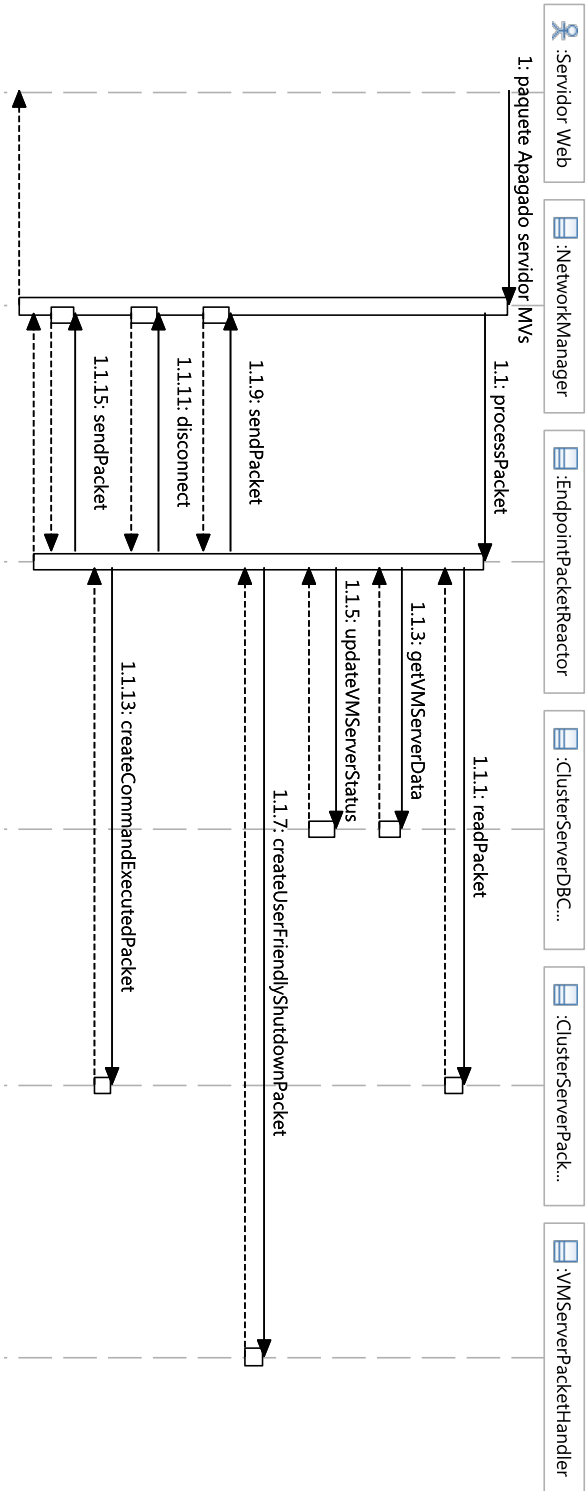 :Servidor Web
:NetworkManager
:EndpointPacketReactor
:ClusterServerDBC...
:ClusterServerPack...
:VMServerPacketHandler
1: paquete Apagado servidor MVs
1.1: processPacket
1.1.1: readPacket
1.1.3: getVMServerData
1.1.5: updateVMServerStatus
1.1.7: createUserFriendlyShutdownPacket
1.1.9: sendPacket
1.1.11: disconnect
1.1.13: createCommandExecutedPacket
1.1.15: sendPacket